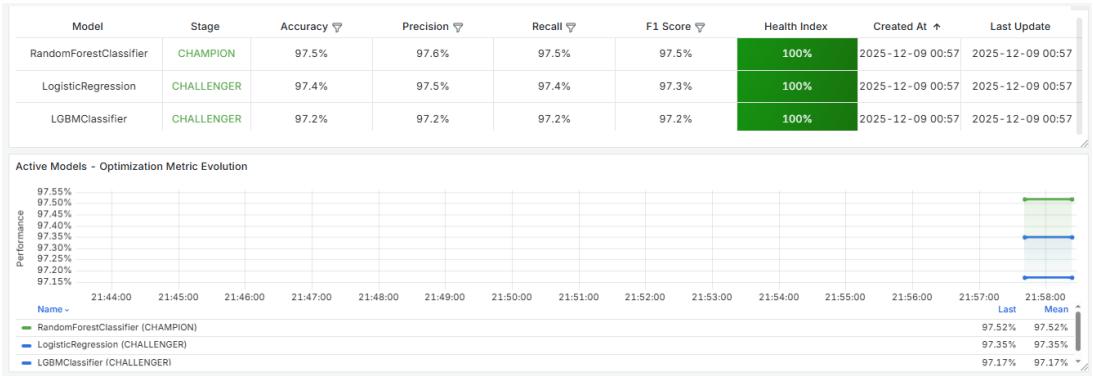 Model Stage Accuracy Precision Recall F1 Score Health Index Created At ↑ Last Update
RandomForestClassifier CHAMPION 97.5% 97.6% 97.5% 97.5% 100% 2025-12-09 00:57 2025-12-09 00:57
LogisticRegression CHALLENGER 97.4% 97.5% 97.4% 97.3% 100% 2025-12-09 00:57 2025-12-09 00:57
LGBMClassifier CHALLENGER 97.2% 97.2% 97.2% 97.2% 100% 2025-12-09 00:57 2025-12-09 00:57
Active Models - Optimization Metric Evolution
Performance
97.55%
97.50%
97.45%
97.40%
97.35%
97.30%
97.25%
97.20%
97.15%
21:44:00 21:45:00 21:46:00 21:47:00 21:48:00 21:49:00 21:50:00 21:51:00 21:52:00 21:53:00 21:54:00 21:55:00 21:56:00 21:57:00 21:58:00
Name Last Mean
RandomForestClassifier (CHAMPION) 97.52% 97.52%
LogisticRegression (CHALLENGER) 97.35% 97.35%
LGBMClassifier (CHALLENGER) 97.17% 97.17%